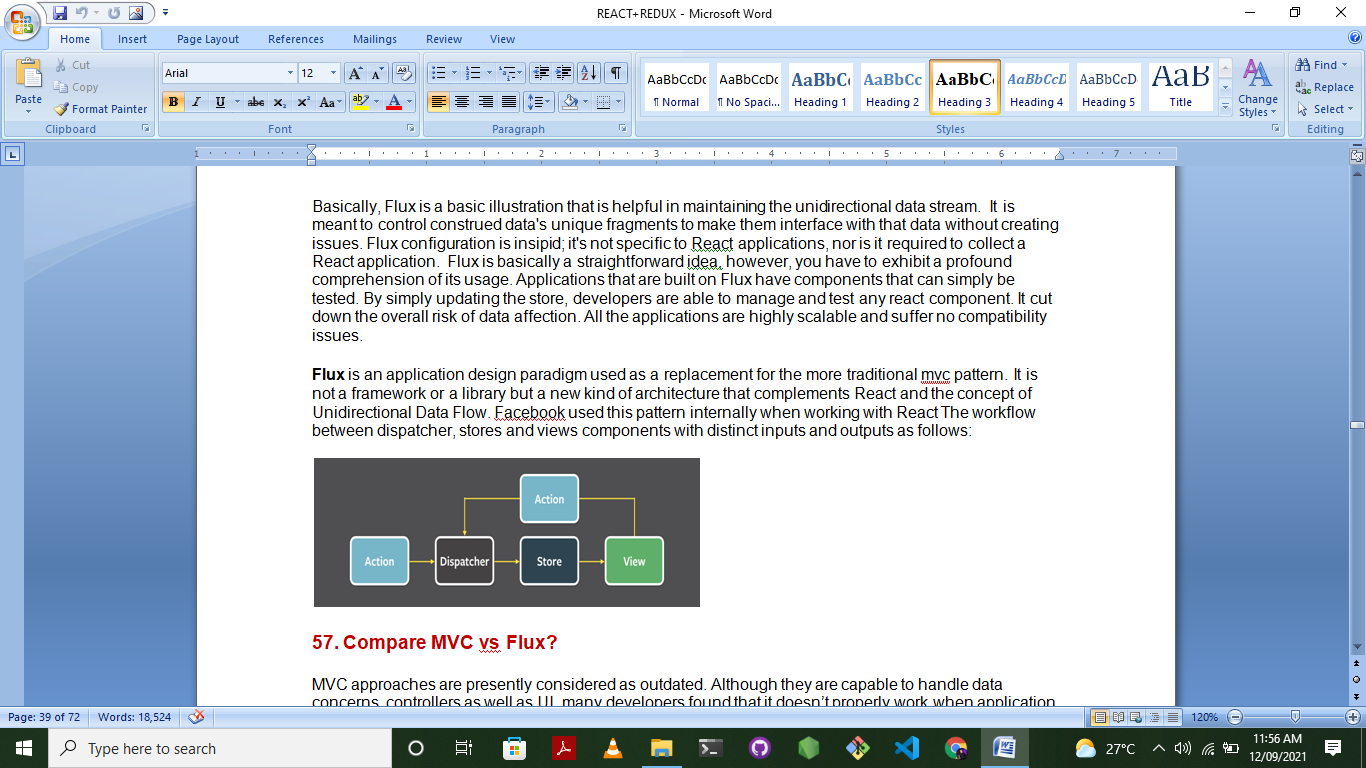 REACT+REDUX - Microsoft Word
Home Insert Page Layout References Mailings Review View
Paste
Cut
Copy
Format Painter
Clipboard
Arial 12
B I U abc x₂ x² Aa
Font
Paragraph
AaBbCcDc AaBbCcDc AaBbC AaBbCc AaBbC AaBbCcD AaBbCcD AaB
¶ Normal ¶ No Spaci... Heading 1 Heading 2 Heading 3 Heading 4 Heading 5 Title
Change
Styles
Styles
Find
Replace
Select
Editing
1 1 2 3 4 5 6 7
Basically, Flux is a basic illustration that is helpful in maintaining the unidirectional data stream. It is
meant to control construed data's unique fragments to make them interface with that data without creating
issues. Flux configuration is insipid; it's not specific to React applications, nor is it required to collect a
React application. Flux is basically a straightforward idea, however, you have to exhibit a profound
comprehension of its usage. Applications that are built on Flux have components that can simply be
tested. By simply updating the store, developers are able to manage and test any react component. It cut
down the overall risk of data affection. All the applications are highly scalable and suffer no compatibility
issues.
Flux is an application design paradigm used as a replacement for the more traditional mvc pattern. It is
not a framework or a library but a new kind of architecture that complements React and the concept of
Unidirectional Data Flow. Facebook used this pattern internally when working with React The workflow
between dispatcher, stores and views components with distinct inputs and outputs as follows:
Action
Action Dispatcher Store View
57. Compare MVC vs Flux?
MVC approaches are presently considered as outdated. Although they are capable to handle data
concerns, controllers as well as UI, many developers found that it doesn't properly work when application
Page: 39 of 72 Words: 18,524 120%
Type here to search
27°C
11:56 AM
12/09/2021